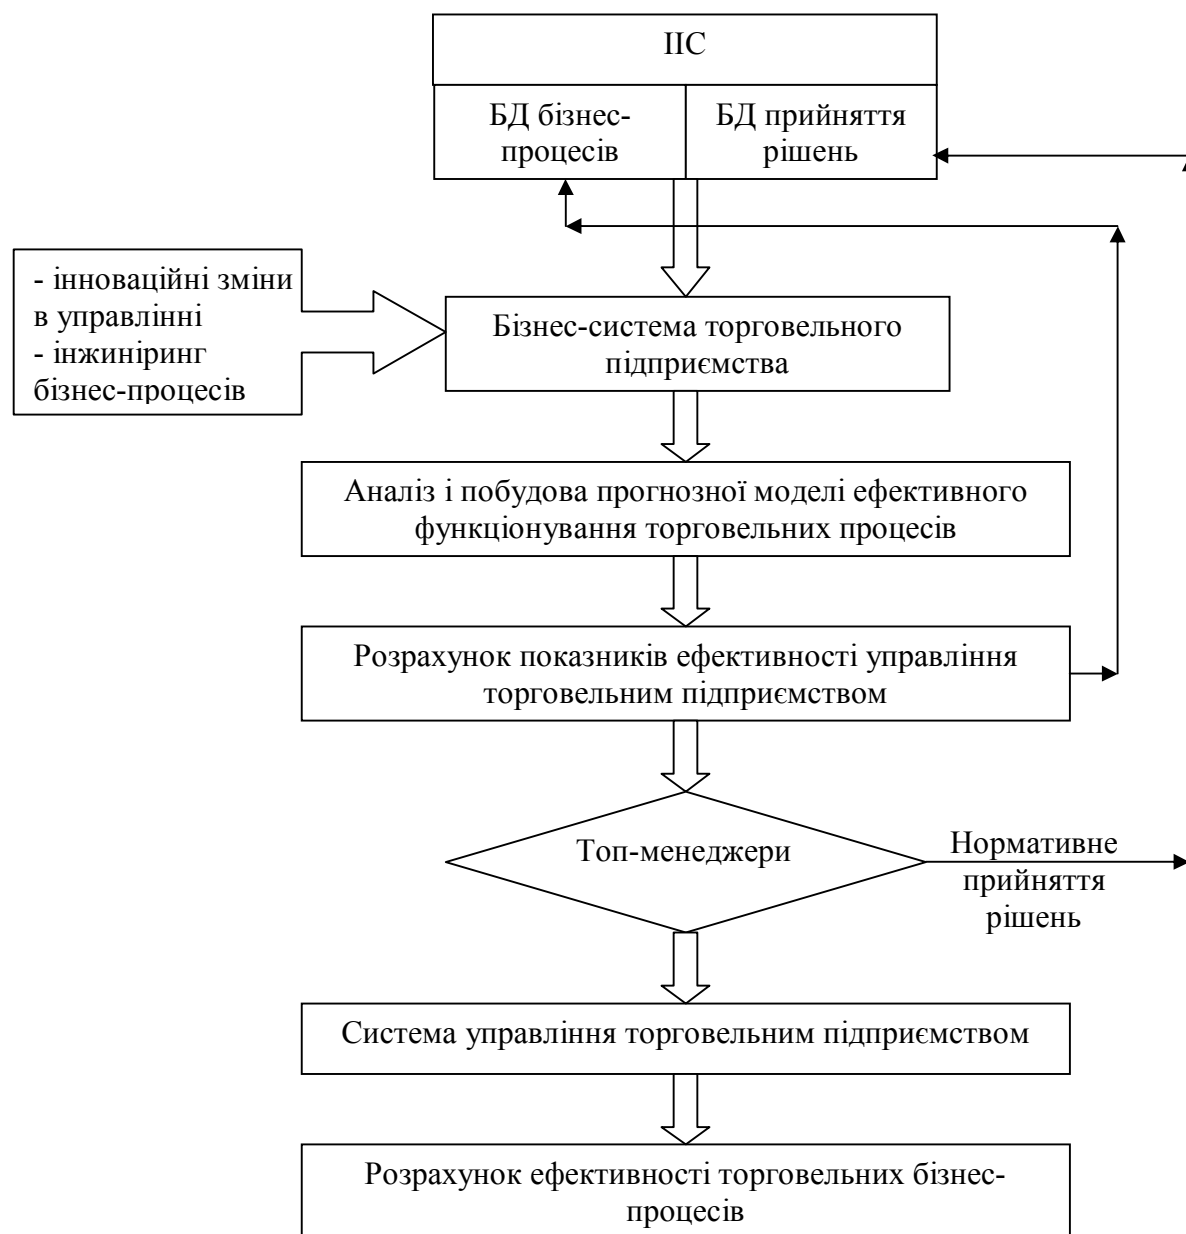 ІІС
БД бізнес-
процесів
БД прийняття
рішень
- інноваційні зміни
в управлінні
- інжиніринг
бізнес-процесів
Бізнес-система торговельного
підприємства
Аналіз і побудова прогнозної моделі ефективного
функціонування торговельних процесів
Розрахунок показників ефективності управління
торговельним підприємством
Топ-менеджери
Нормативне
прийняття
рішень
Система управління торговельним підприємством
Розрахунок ефективності торговельних бізнес-
процесів